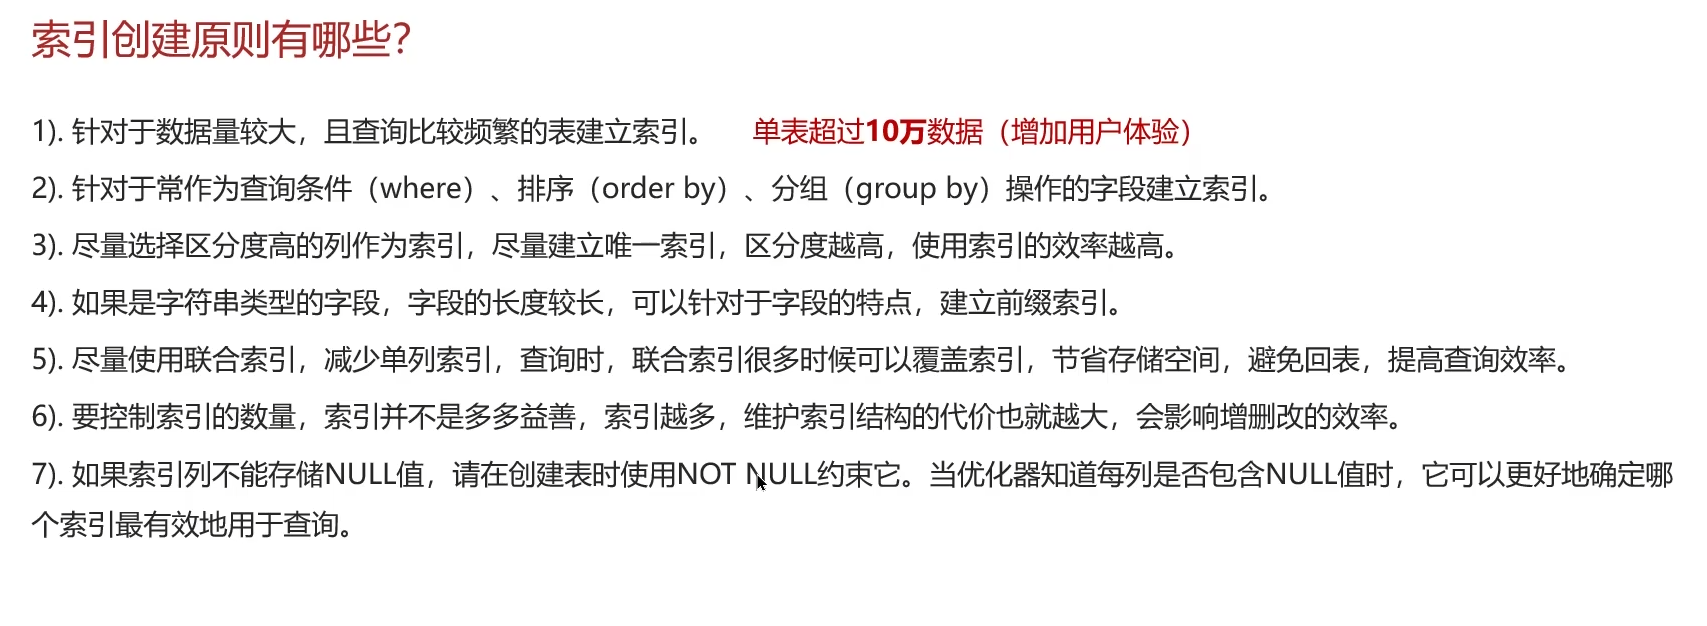 索引创建原则有哪些？
1). 针对于数据量较大，且查询比较频繁的表建立索引。 单表超过10万数据（增加用户体验）
2). 针对于常作为查询条件（where）、排序（order by）、分组（group by）操作的字段建立索引。
3). 尽量选择区分度高的列作为索引，尽量建立唯一索引，区分度越高，使用索引的效率越高。
4). 如果是字符串类型的字段，字段的长度较长，可以针对于字段的特点，建立前缀索引。
5). 尽量使用联合索引，减少单列索引，查询时，联合索引很多时候可以覆盖索引，节省存储空间，避免回表，提高查询效率。
6). 要控制索引的数量，索引并不是多多益善，索引越多，维护索引结构的代价也就越大，会影响增删改的效率。
7). 如果索引列不能存储NULL值，请在创建表时使用NOT NULL约束它。当优化器知道每列是否包含NULL值时，它可以更好地确定哪
个索引最有效地用于查询。